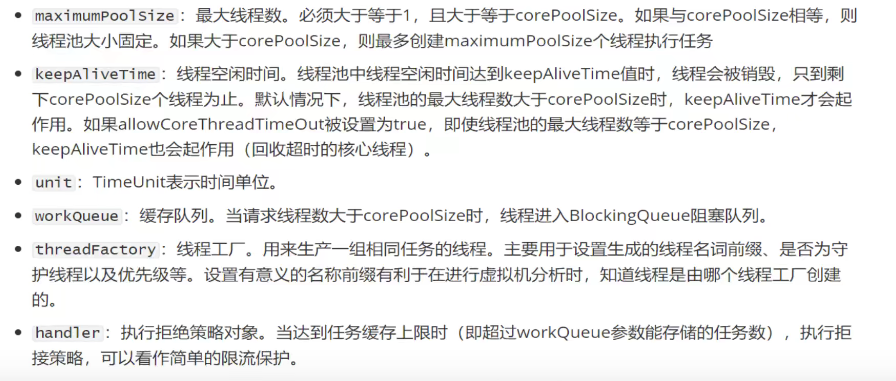 maximumPoolSize：最大线程数。必须大于等于1，且大于等于corePoolSize。如果与corePoolSize相等，则
线程池大小固定。如果大于corePoolSize，则最多创建maximumPoolSize个线程执行任务
keepAliveTime：线程空闲时间。线程池中线程空闲时间达到keepAliveTime值时，线程会被销毁，只到剩
下corePoolSize个线程为止。默认情况下，线程池的最大线程数大于corePoolSize时，keepAliveTime才会起
作用。如果allowCoreThreadTimeOut被设置为true，即使线程池的最大线程数等于corePoolSize，
keepAliveTime也会起作用（回收超时的核心线程）。
unit：TimeUnit表示时间单位。
workQueue：缓存队列。当请求线程数大于corePoolSize时，线程进入BlockingQueue阻塞队列。
threadFactory：线程工厂。用来生产一组相同任务的线程。主要用于设置生成的线程名词前缀、是否为守
护线程以及优先级等。设置有意义的名称前缀有利于在进行虚拟机分析时，知道线程是由哪个线程工厂创建
的。
handler：执行拒绝策略对象。当达到任务缓存上限时（即超过workQueue参数能存储的任务数），执行拒
接策略，可以看作简单的限流保护。